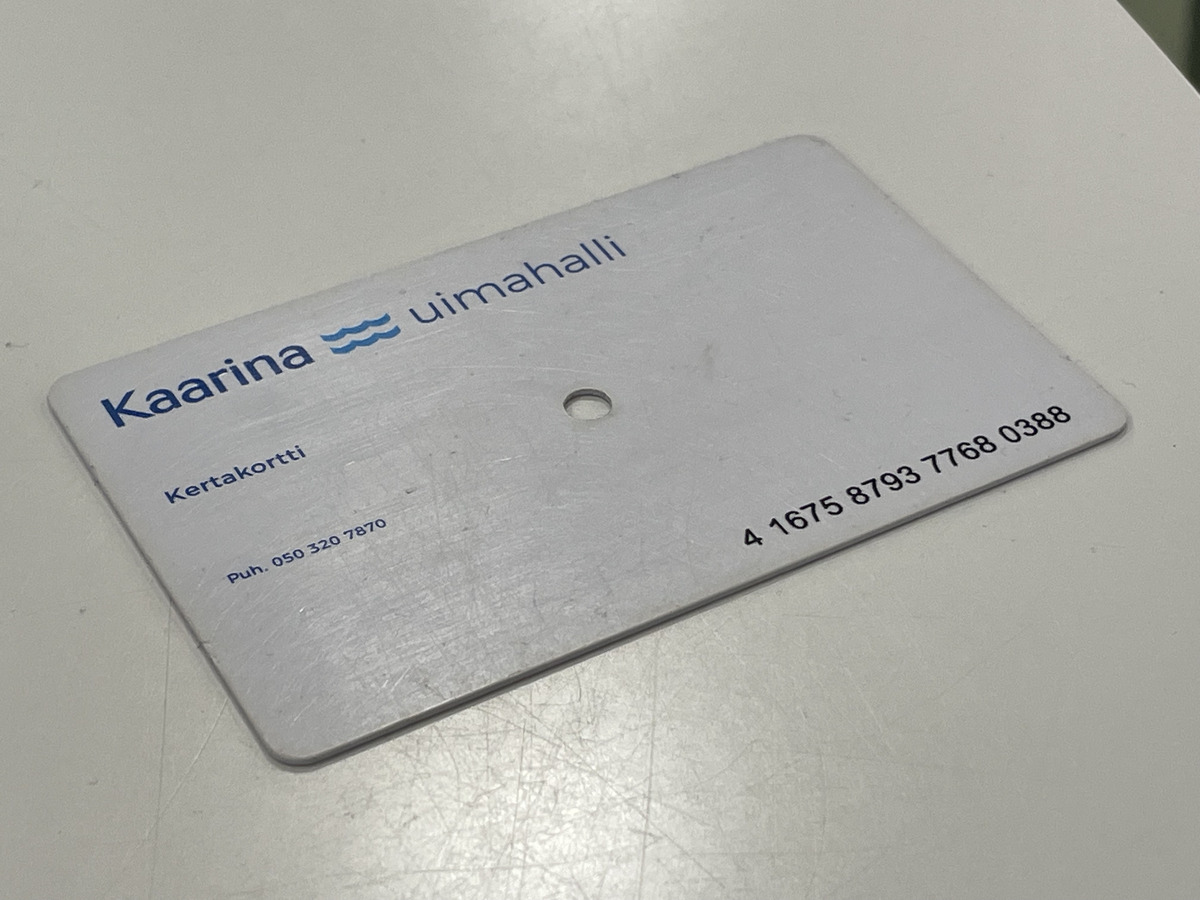 Kaarina uimahalli
Kertakortti
Puh. 050 320 7870
4 1675 8793 7768 0388